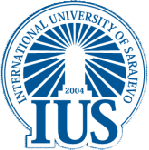 INTERNATIONAL UNIVERSITY OF SARAJEVO
2004
IUS